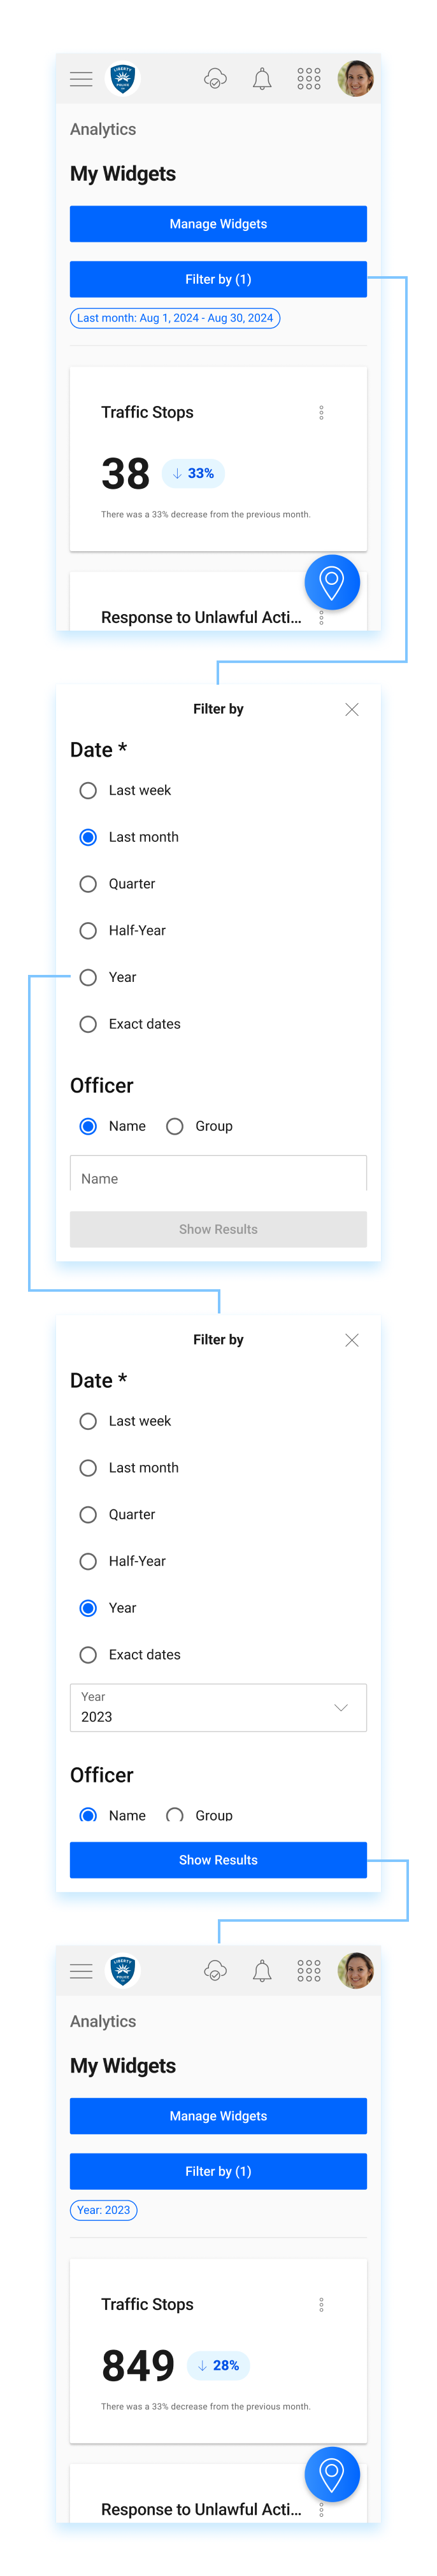 LIBERTY
POLICE
Analytics
My Widgets
Manage Widgets
Filter by (1)
Last month: Aug 1, 2024 - Aug 30, 2024
Traffic Stops
38
33%
There was a 33% decrease from the previous month.
Response to Unlawful Acti...
Filter by
Date *
Last week
Last month
Quarter
Half-Year
Year
Exact dates
Officer
Name Group
Name
Show Results
Filter by
Date *
Last week
Last month
Quarter
Half-Year
Year
Exact dates
Year
2023
Officer
Name Group
Show Results
LIBERTY
POLICE
Analytics
My Widgets
Manage Widgets
Filter by (1)
Year: 2023
Traffic Stops
849
28%
There was a 33% decrease from the previous month.
Response to Unlawful Acti...